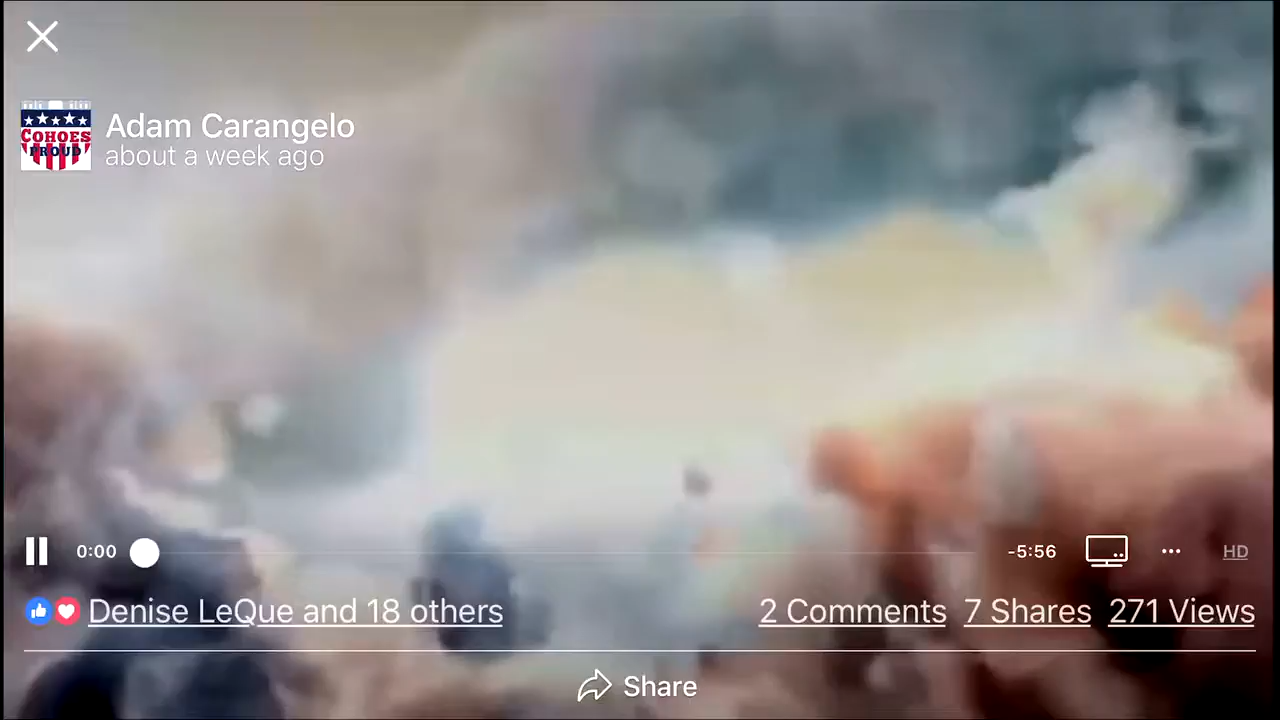 Adam Carangelo
about a week ago
COHOES
PROUD
0:00
-5:56
HD
Denise LeQue and 18 others
2 Comments 7 Shares 271 Views
Share